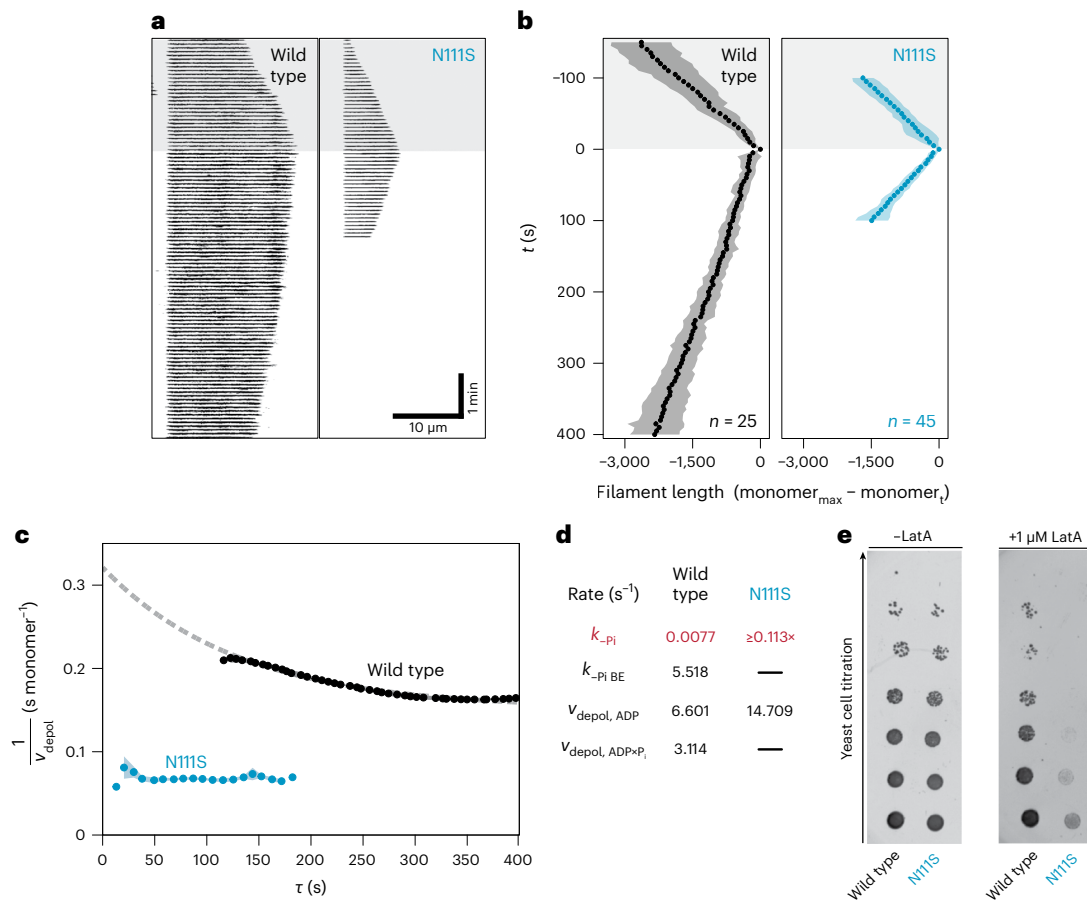 a
Wild
type
N111S
10 µm
1 min
b
Wild
type
N111S
−100
0
100
200
300
400
t (s)
n = 25
n = 45
−3,000
−1,500
0
−3,000
−1,500
0
Filament length (monomer_max − monomer_t)
c
0.3
0.2
0.1
0
1/v_depol (s monomer⁻¹)
Wild type
N111S
0
50
100
150
200
250
300
350
400
τ (s)
d
Rate (s⁻¹) Wild type N111S
k_−Pi 0.0077 ≥0.113×
k_−Pi BE 5.518 —
v_depol, ADP 6.601 14.709
v_depol, ADP×Pi 3.114 —
e
−LatA
+1 µM LatA
Yeast cell titration
Wild type
N111S
Wild type
N111S